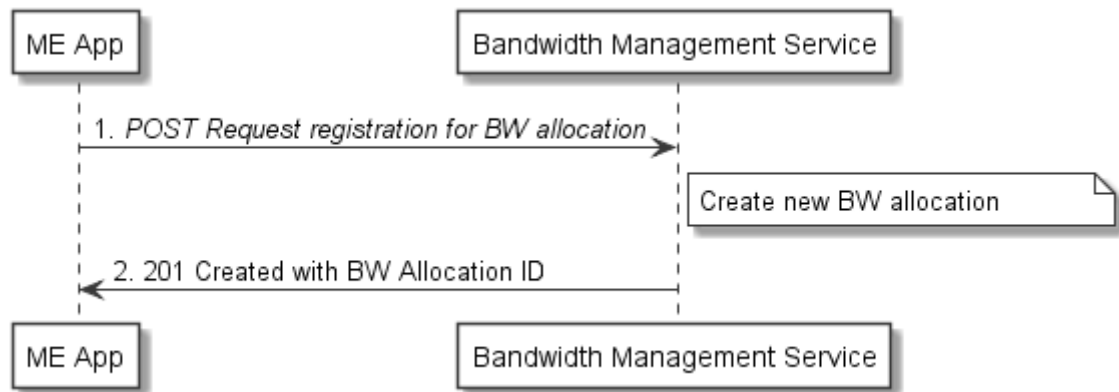 ME App
Bandwidth Management Service
1. POST Request registration for BW allocation
Create new BW allocation
2. 201 Created with BW Allocation ID
ME App
Bandwidth Management Service